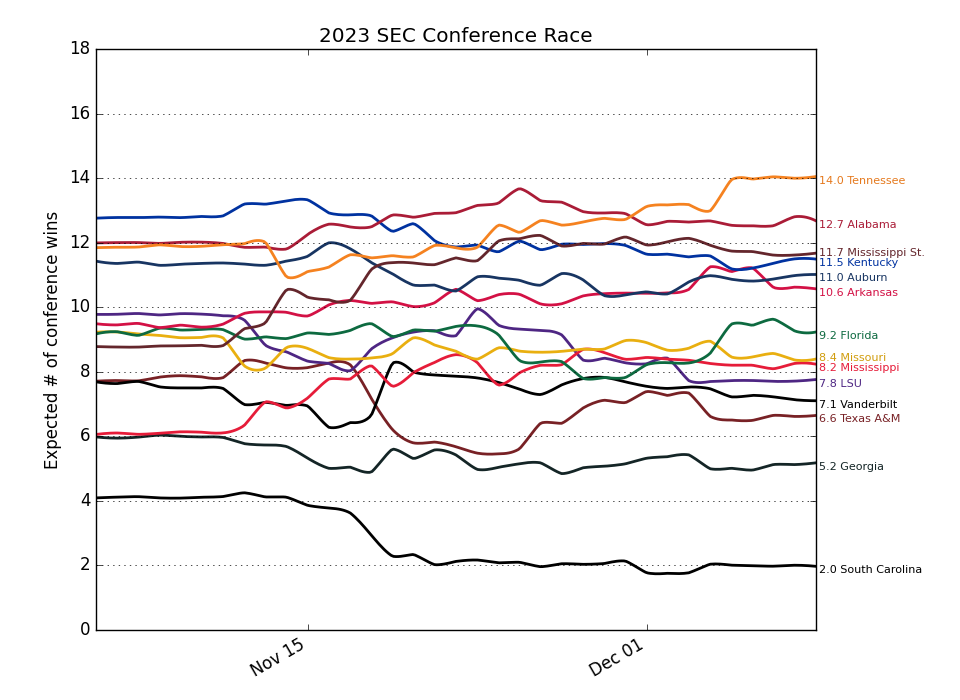 2023 SEC Conference Race
Expected # of conference wins
18
16
14
12
10
8
6
4
2
0
Nov 15
Dec 01
14.0 Tennessee
12.7 Alabama
11.7 Mississippi St.
11.5 Kentucky
11.0 Auburn
10.6 Arkansas
9.2 Florida
8.4 Missouri
8.2 Mississippi
7.8 LSU
7.1 Vanderbilt
6.6 Texas A&M
5.2 Georgia
2.0 South Carolina